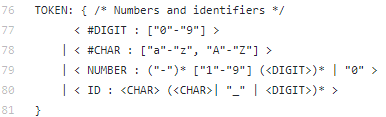 76 TOKEN: { /* Numbers and identifiers */
77 < #DIGIT : ["0"-"9"] >
78 | < #CHAR : ["a"-"z", "A"-"Z"] >
79 | < NUMBER : ("-")* ["1"-"9"] (<DIGIT>)* | "0" >
80 | < ID : <CHAR> (<CHAR>| "_" | <DIGIT>)* >
81 }